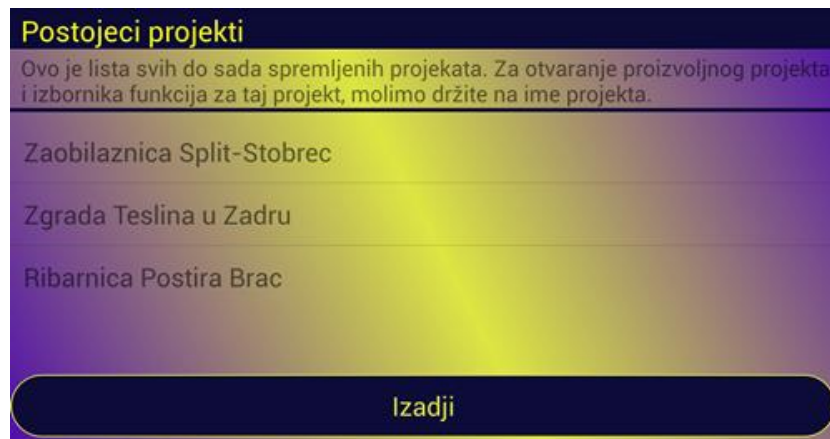 Postojeci projekti
Ovo je lista svih do sada spremljenih projekata. Za otvaranje proizvoljnog projekta
i izbornika funkcija za taj projekt, molimo držite na ime projekta.
Zaobilaznica Split-Stobrec
Zgrada Teslina u Zadru
Ribarnica Postira Brac
Izadji